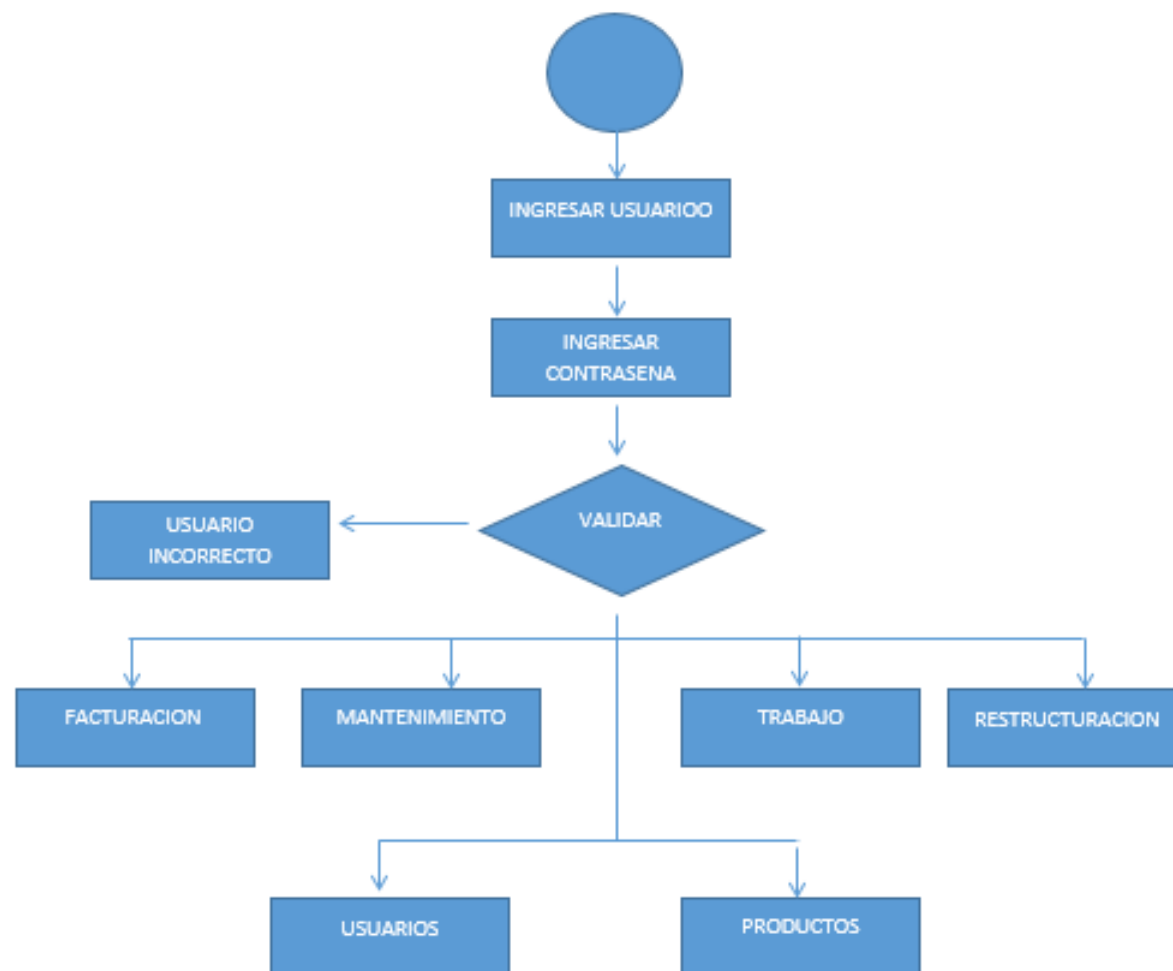 INGRESAR USUARIOO
INGRESAR
CONTRASENA
VALIDAR
USUARIO
INCORRECTO
FACTURACION
MANTENIMIENTO
TRABAJO
RESTRUCTURACION
USUARIOS
PRODUCTOS